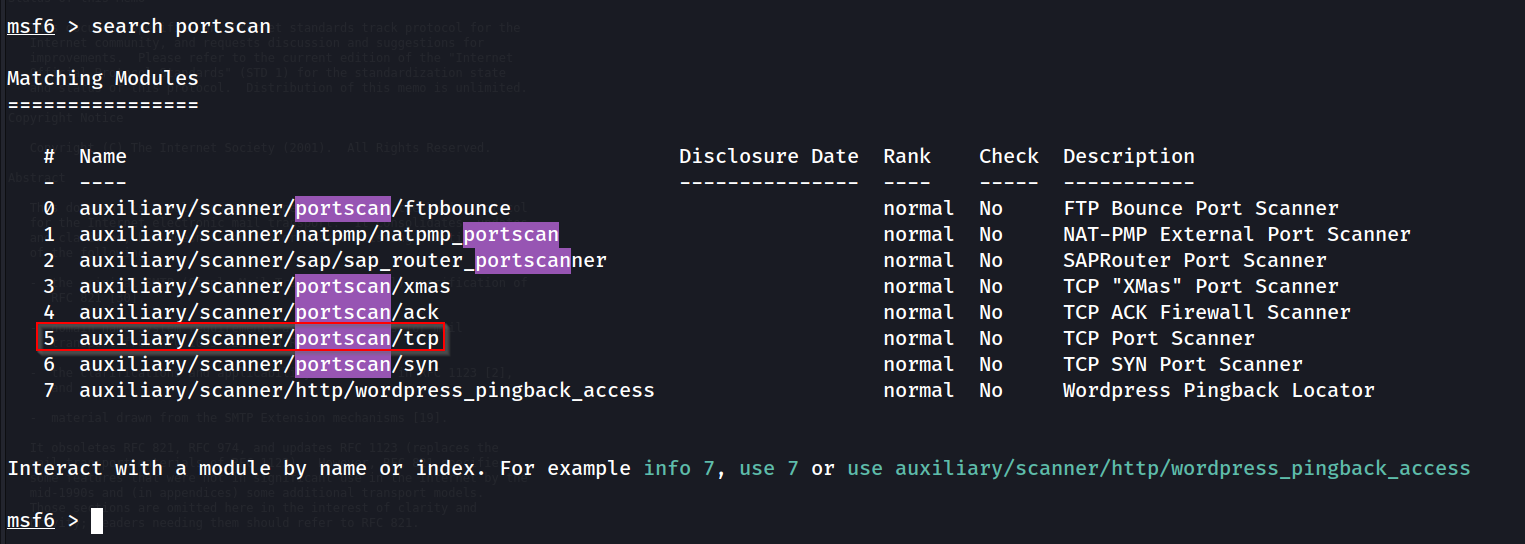 msf6 > search portscan
Matching Modules
================
# Name Disclosure Date Rank Check Description
- ---- --------------- ---- ----- -----------
0 auxiliary/scanner/portscan/ftpbounce normal No FTP Bounce Port Scanner
1 auxiliary/scanner/natpmp/natpmp_portscan normal No NAT-PMP External Port Scanner
2 auxiliary/scanner/sap/sap_router_portscanner normal No SAPRouter Port Scanner
3 auxiliary/scanner/portscan/xmas normal No TCP "XMas" Port Scanner
4 auxiliary/scanner/portscan/ack normal No TCP ACK Firewall Scanner
5 auxiliary/scanner/portscan/tcp normal No TCP Port Scanner
6 auxiliary/scanner/portscan/syn normal No TCP SYN Port Scanner
7 auxiliary/scanner/http/wordpress_pingback_access normal No Wordpress Pingback Locator
Interact with a module by name or index. For example info 7, use 7 or use auxiliary/scanner/http/wordpress_pingback_access
msf6 >